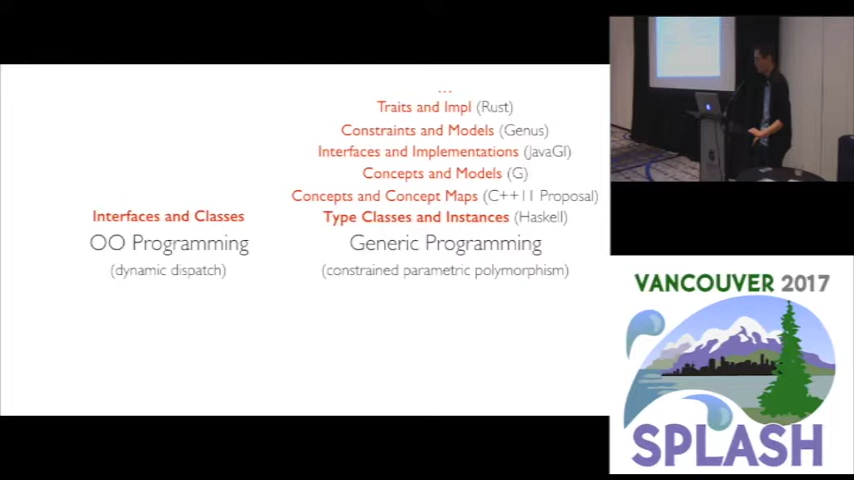 ...
Traits and Impl (Rust)
Constraints and Models (Genus)
Interfaces and Implementations (JavaGI)
Concepts and Models (G)
Concepts and Concept Maps (C++11 Proposal)
Interfaces and Classes
Type Classes and Instances (Haskell)
OO Programming
Generic Programming
(dynamic dispatch)
(constrained parametric polymorphism)
VANCOUVER 2017
SPLASH